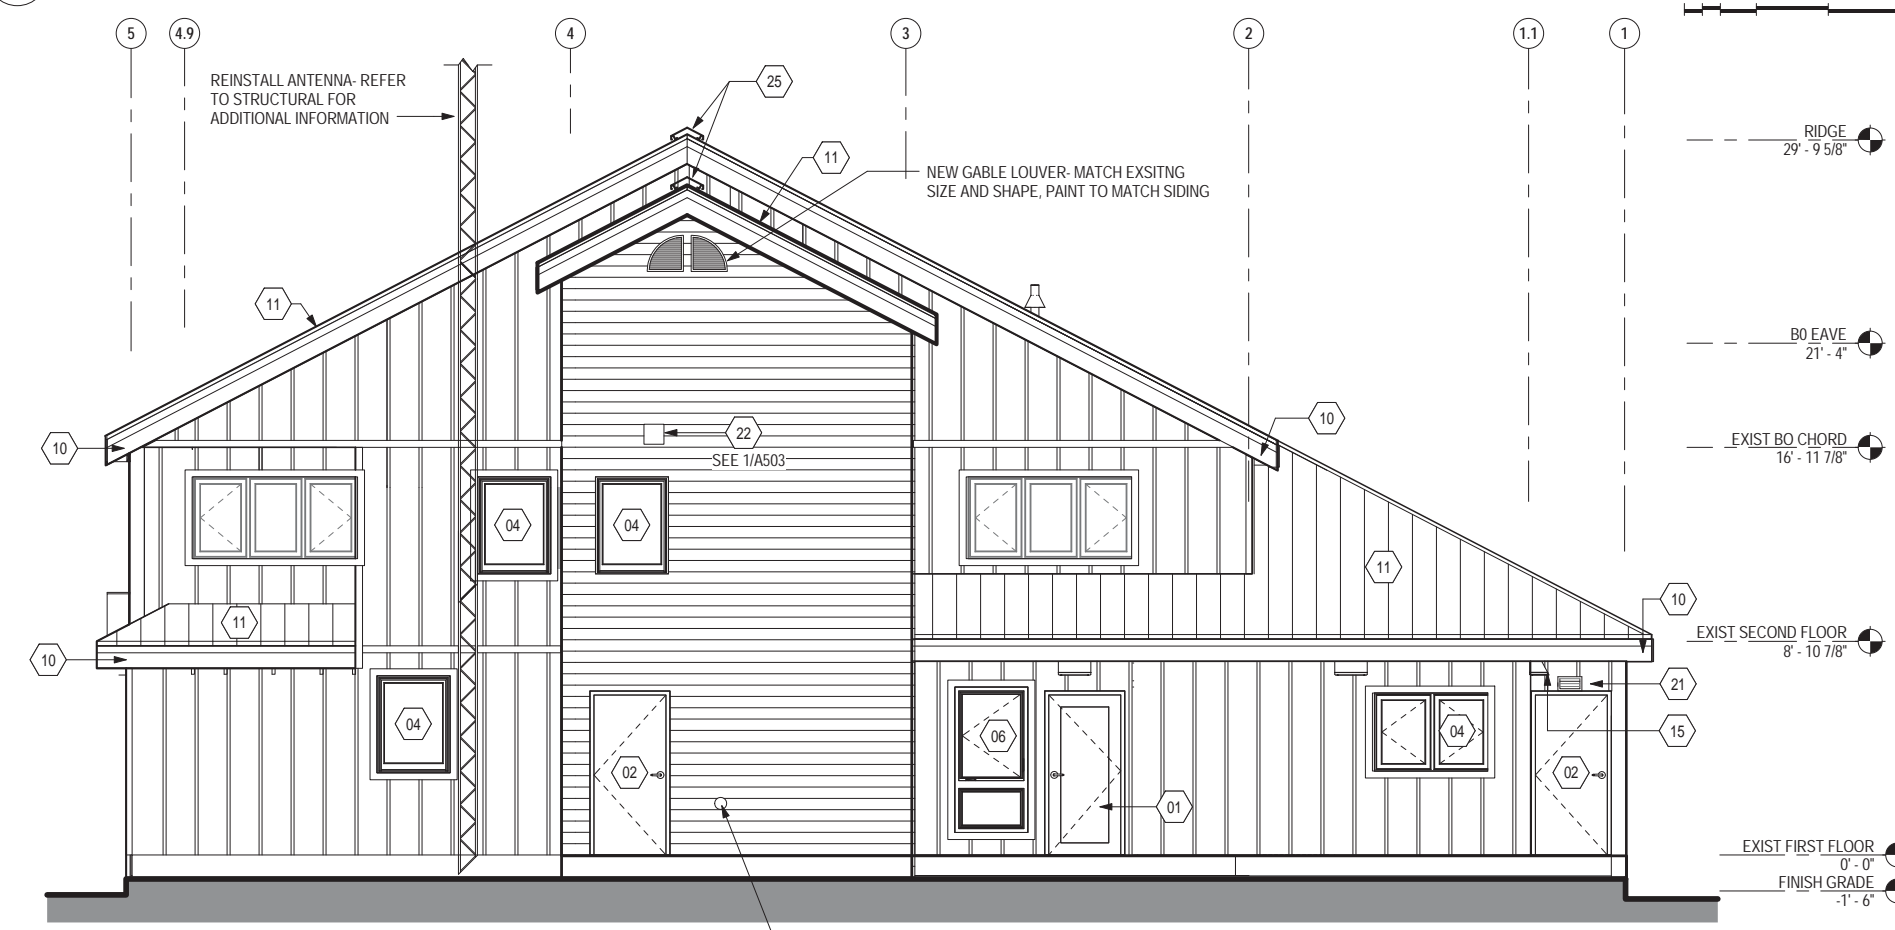 5
4.9
4
3
2
1.1
1
REINSTALL ANTENNA- REFER
TO STRUCTURAL FOR
ADDITIONAL INFORMATION
25
11
NEW GABLE LOUVER- MATCH EXSITNG
SIZE AND SHAPE, PAINT TO MATCH SIDING
RIDGE
29' - 9 5/8"
11
B0 EAVE
21' - 4"
10
22
SEE 1/A503
10
EXIST BO CHORD
16' - 11 7/8"
04
04
11
11
10
10
EXIST SECOND FLOOR
8' - 10 7/8"
21
04
06
04
15
02
02
01
EXIST FIRST FLOOR
0' - 0"
FINISH GRADE
-1' - 6"